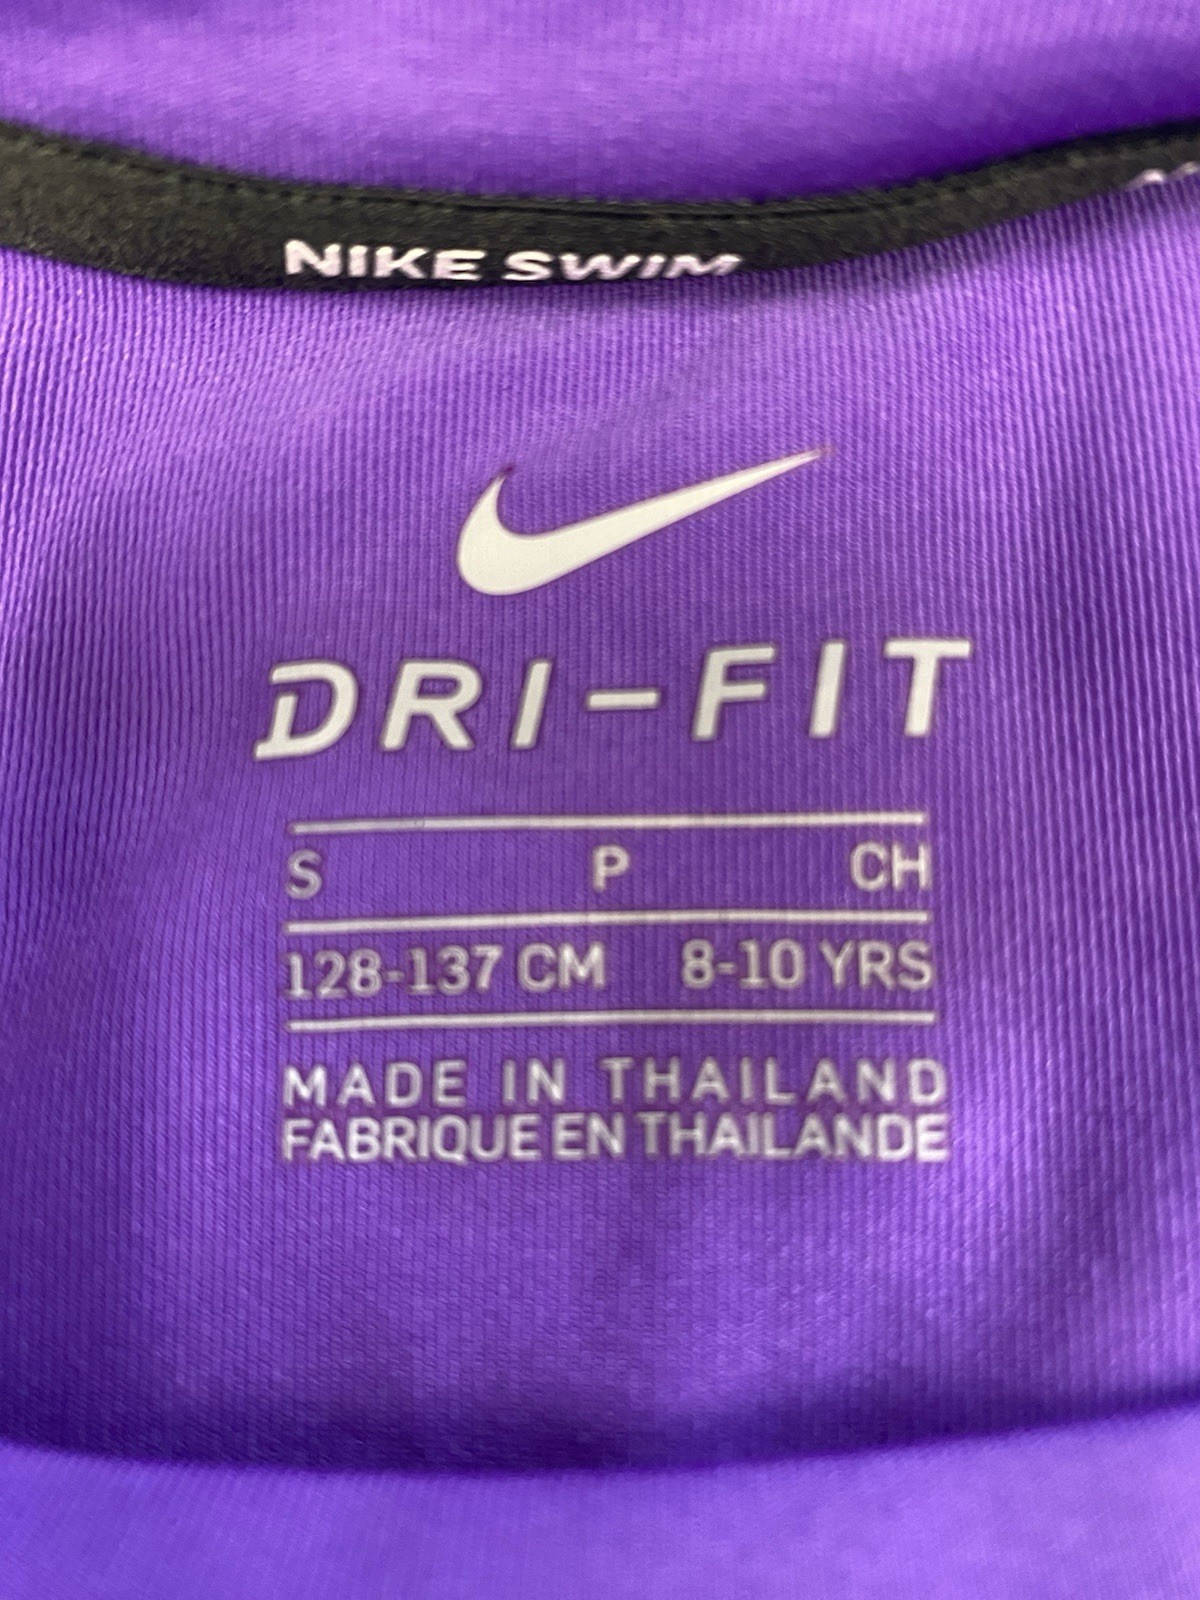 NIKE SWIM
DRI-FIT
S P CH
128-137 CM 8-10 YRS
MADE IN THAILAND
FABRIQUE EN THAILANDE